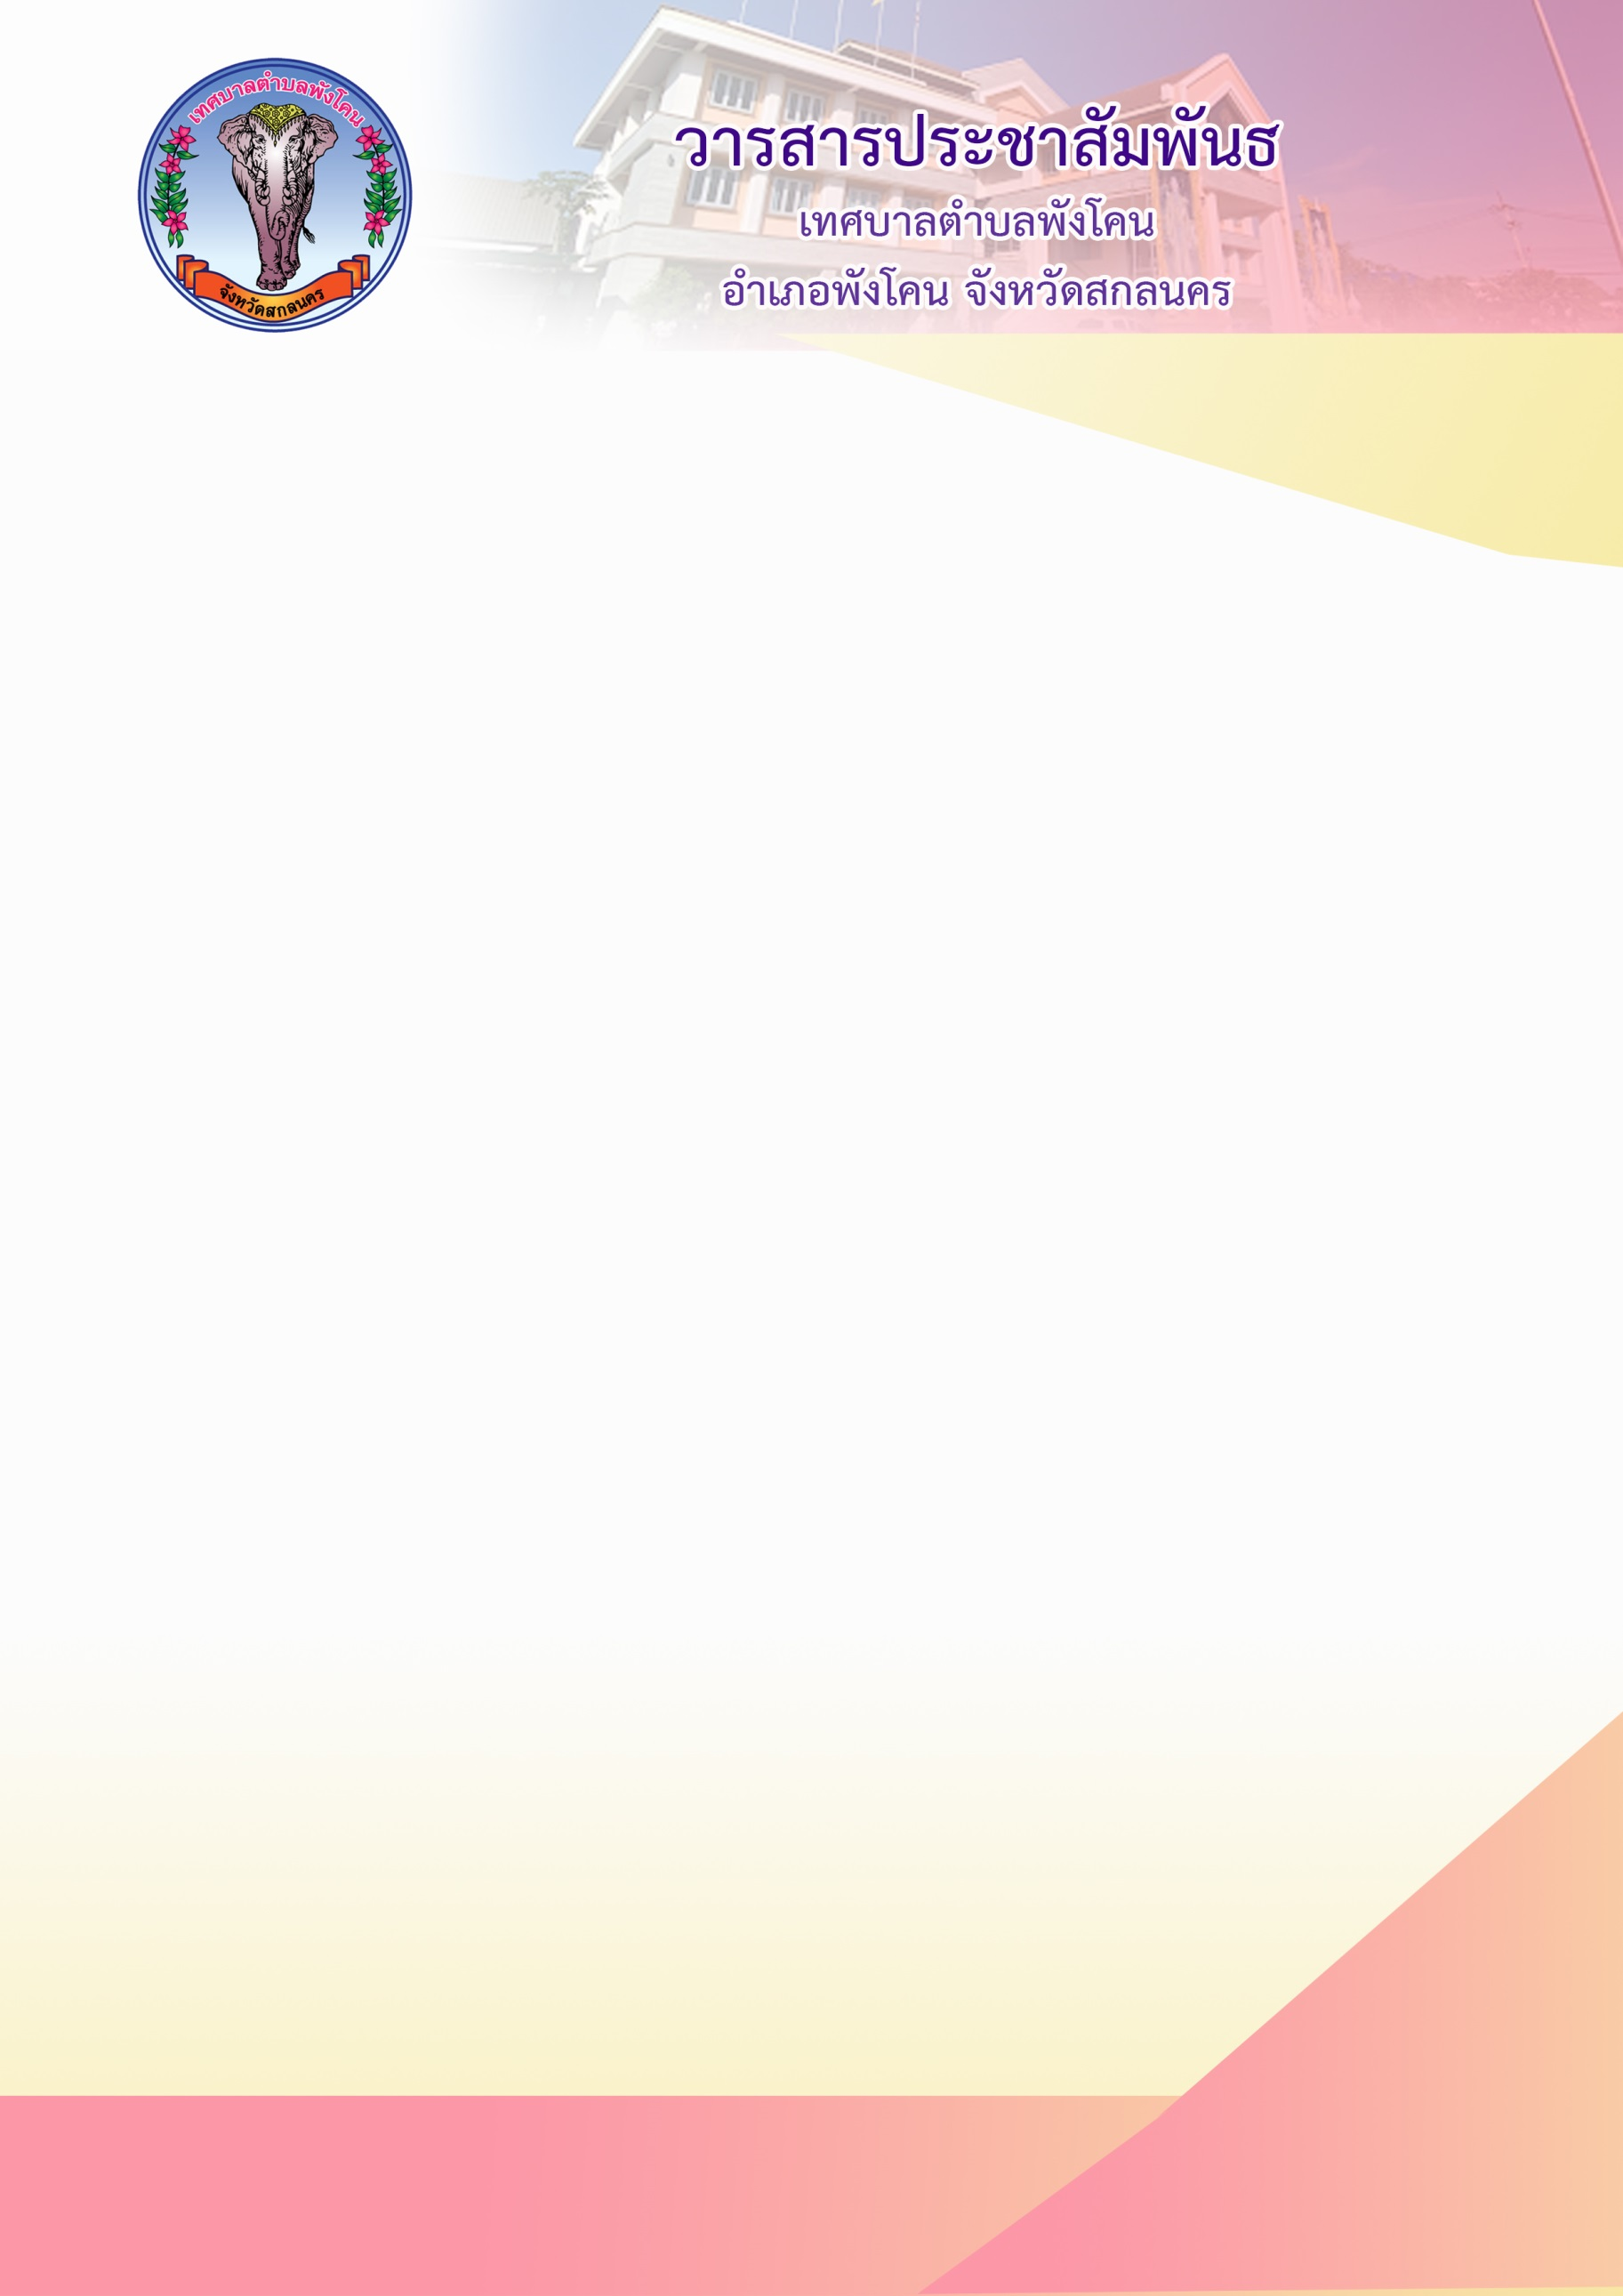 เทศบาลตำบลพังโคน
จังหวัดสกลนคร
วารสารประชาสัมพันธ
เทศบาลตำบลพังโคน
อำเภอพังโคน จังหวัดสกลนคร